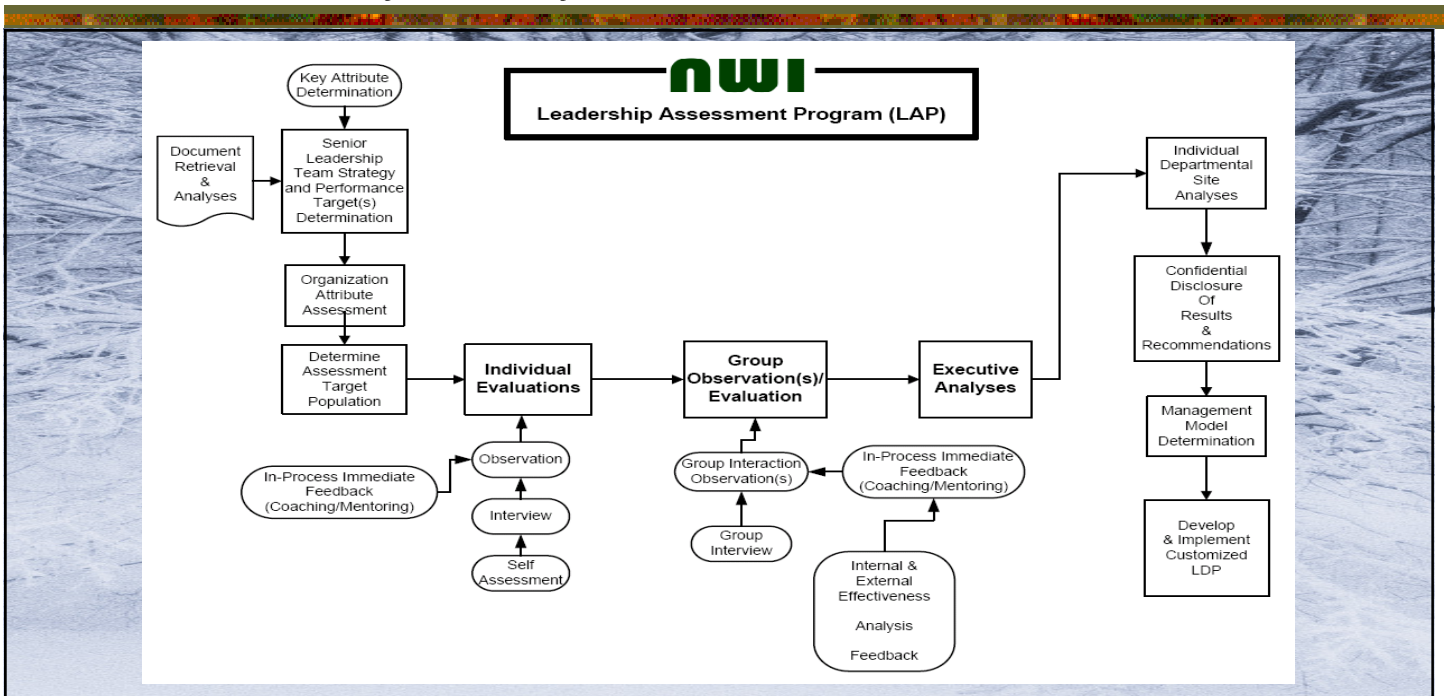 nwi
Leadership Assessment Program (LAP)
Key Attribute
Determination
Document
Retrieval
&
Analyses
Senior
Leadership
Team Strategy
and Performance
Target(s)
Determination
Organization
Attribute
Assessment
Determine
Assessment
Target
Population
Individual
Evaluations
Observation
In-Process Immediate
Feedback
(Coaching/Mentoring)
Interview
Self
Assessment
Group
Observation(s)/
Evaluation
Group Interaction
Observation(s)
Group
Interview
In-Process Immediate
Feedback
(Coaching/Mentoring)
Internal &
External
Effectiveness
Analysis
Feedback
Executive
Analyses
Individual
Departmental
Site
Analyses
Confidential
Disclosure
Of
Results
&
Recommendations
Management
Model
Determination
Develop
& Implement
Customized
LDP